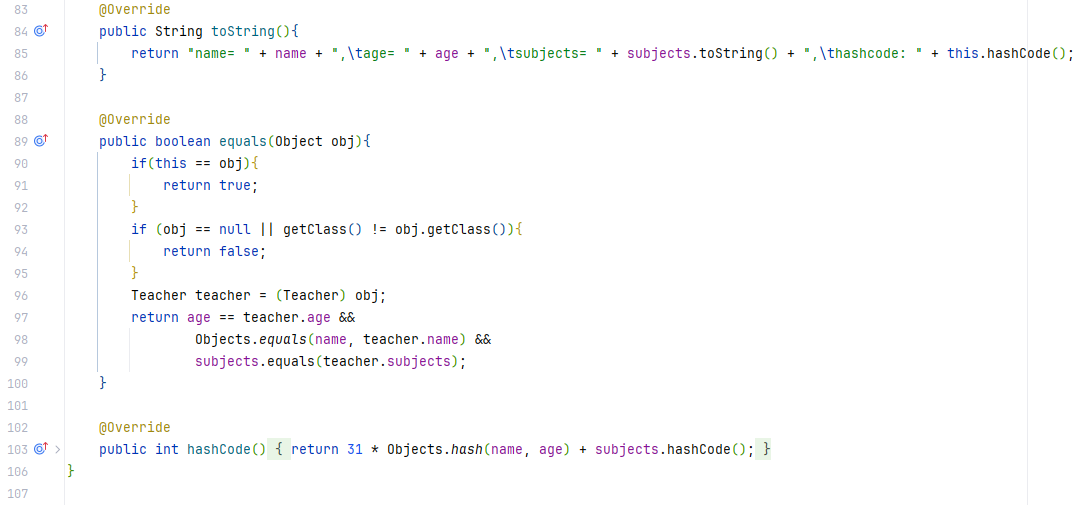 83 @Override
84 public String toString(){
85 return "name= " + name + ",\tage= " + age + ",\tsubjects= " + subjects.toString() + ",\thashcode: " + this.hashCode();
86 }
87
88 @Override
89 public boolean equals(Object obj){
90 if(this == obj){
91 return true;
92 }
93 if (obj == null || getClass() != obj.getClass()){
94 return false;
95 }
96 Teacher teacher = (Teacher) obj;
97 return age == teacher.age &&
98 Objects.equals(name, teacher.name) &&
99 subjects.equals(teacher.subjects);
100 }
101
102 @Override
103 public int hashCode() { return 31 * Objects.hash(name, age) + subjects.hashCode(); }
106 }
107